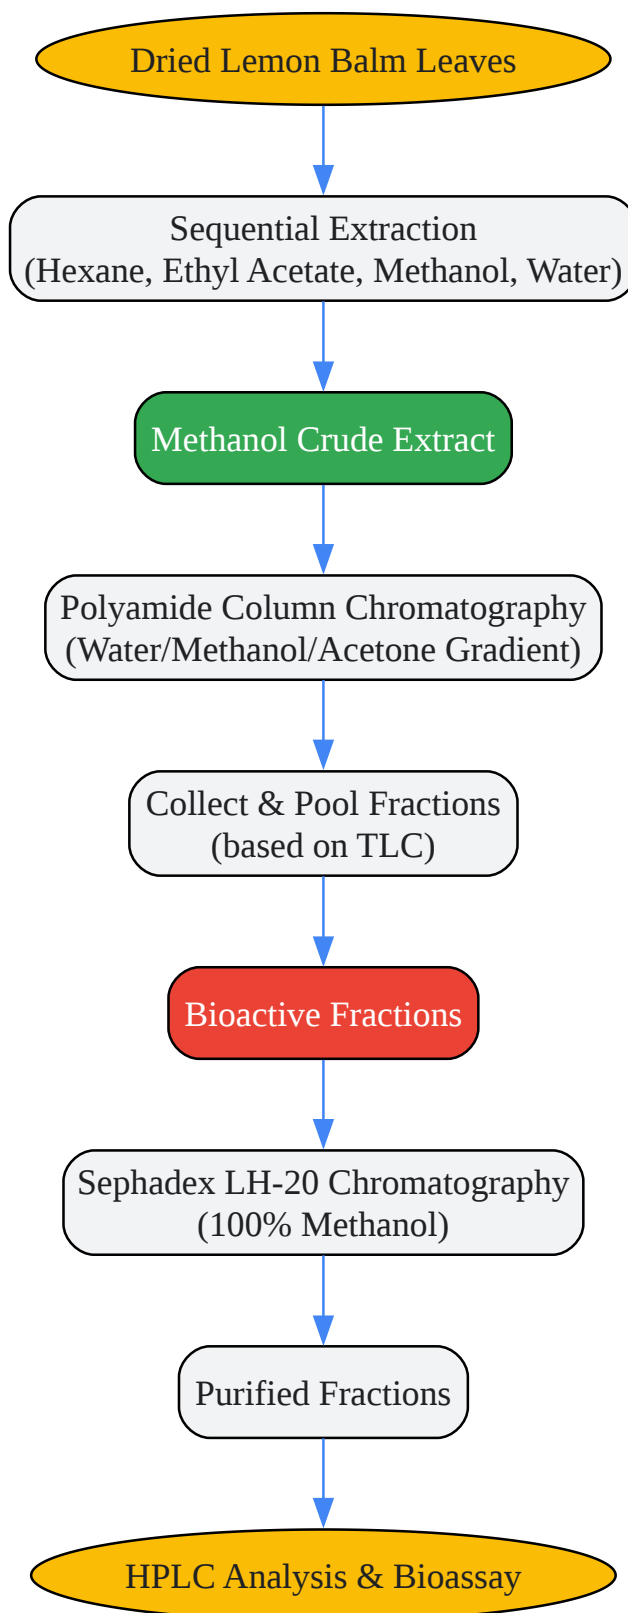 Dried Lemon Balm Leaves
Sequential Extraction
(Hexane, Ethyl Acetate, Methanol, Water)
Methanol Crude Extract
Polyamide Column Chromatography
(Water/Methanol/Acetone Gradient)
Collect & Pool Fractions
(based on TLC)
Bioactive Fractions
Sephadex LH-20 Chromatography
(100% Methanol)
Purified Fractions
HPLC Analysis & Bioassay